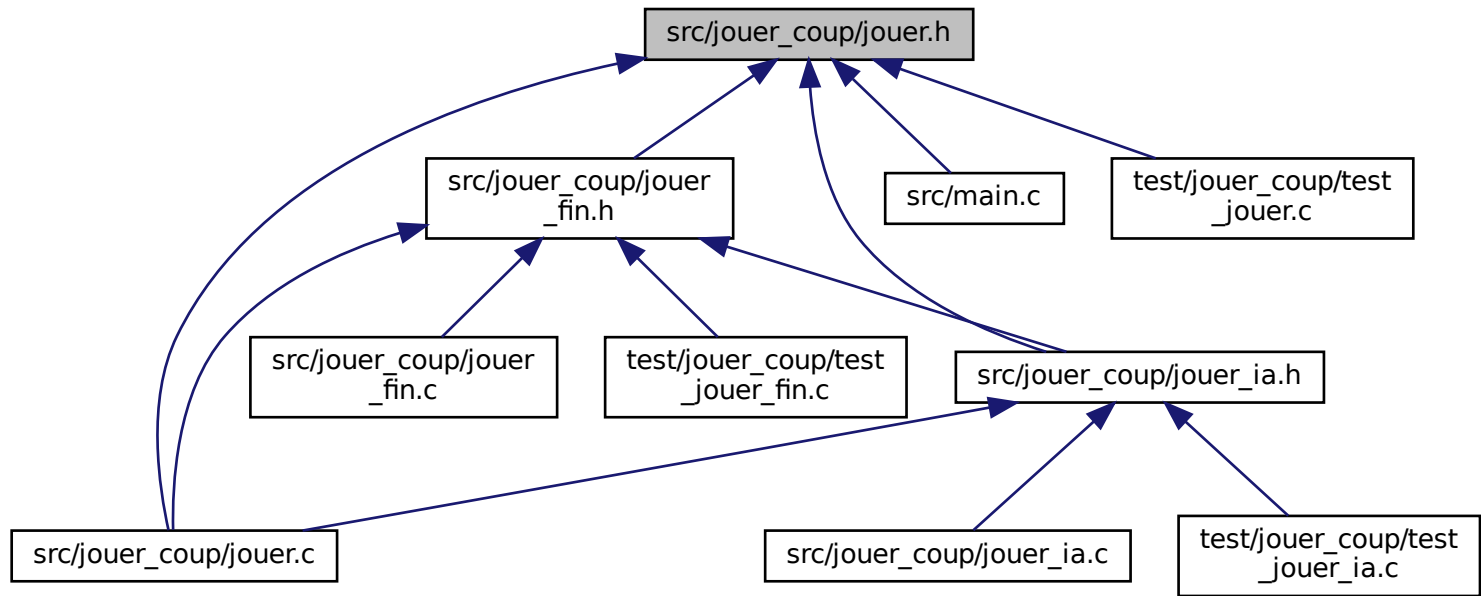 src/jouer_coup/jouer.h
src/jouer_coup/jouer
_fin.h
src/main.c
test/jouer_coup/test
_jouer.c
src/jouer_coup/jouer
_fin.c
test/jouer_coup/test
_jouer_fin.c
src/jouer_coup/jouer_ia.h
src/jouer_coup/jouer.c
src/jouer_coup/jouer_ia.c
test/jouer_coup/test
_jouer_ia.c